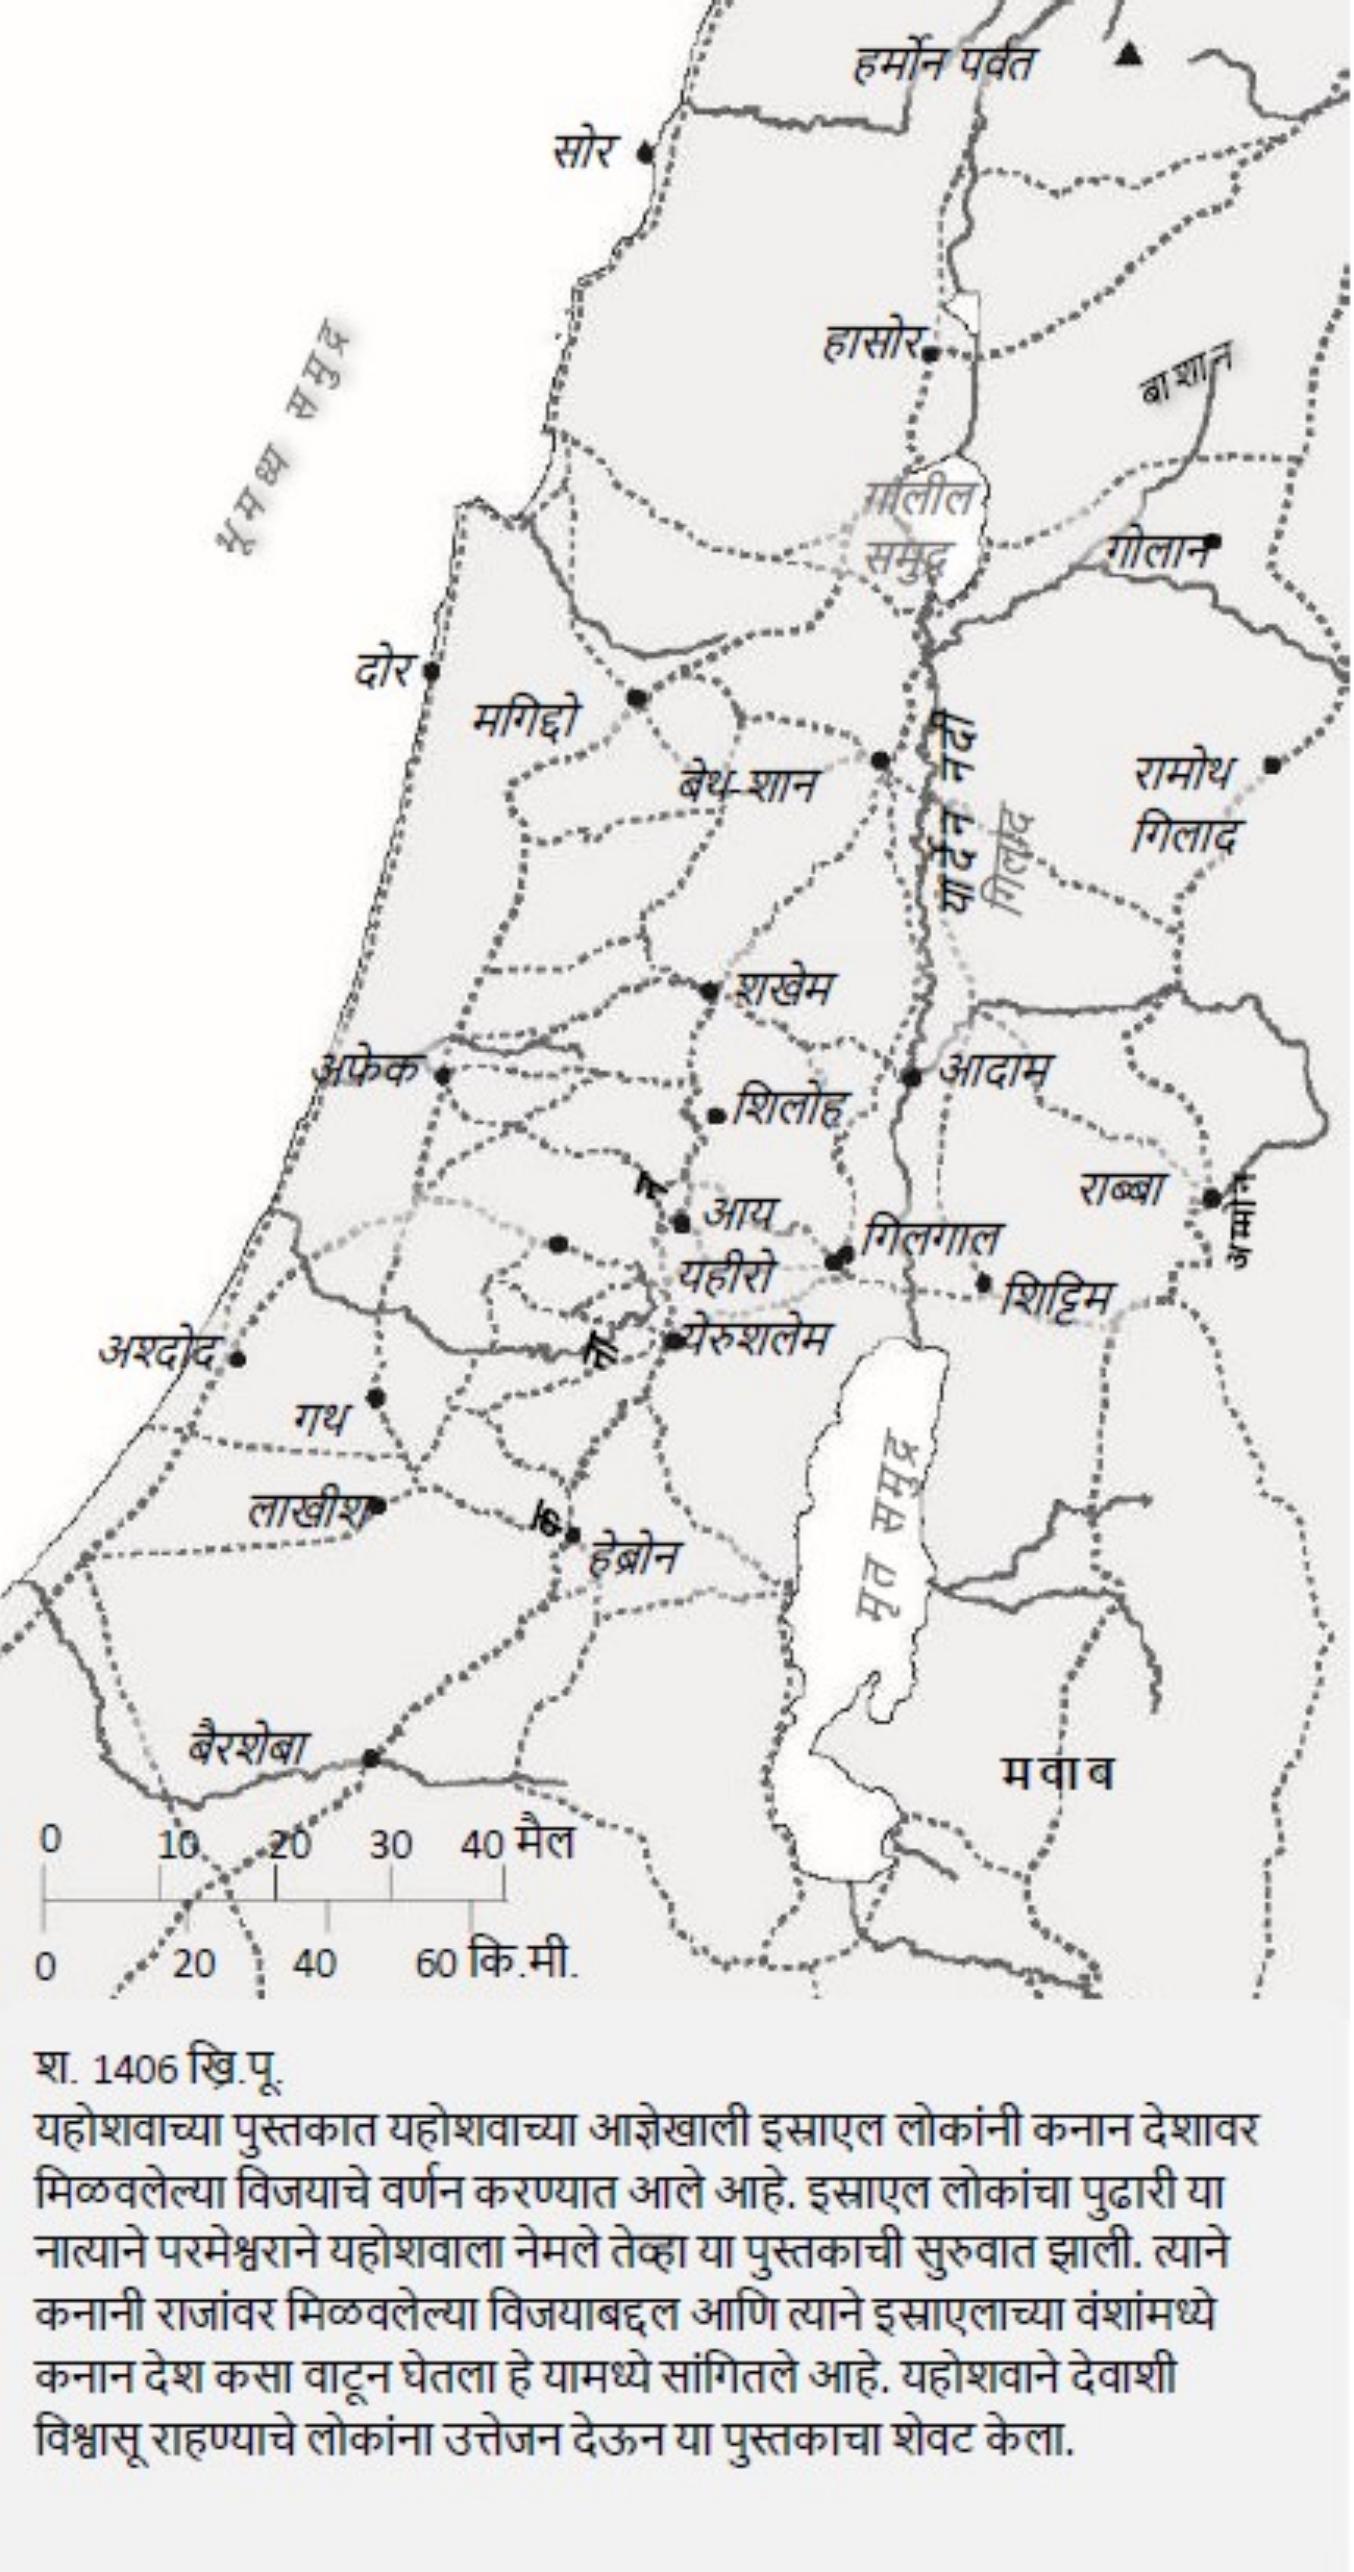 हर्मोन पर्वत
सोर
भूमध्य समुद्र
हासोर
बाशान
गालील
समुद्र
गोलान
दोर
मगिद्दो
बेथ-शान
यार्देन नदी
गिलाद
रामोथ
गिलाद
शखेम
अफेक
आदाम
शिलोह
राब्बा
अम्मोन
आय
गिलगाल
यहीरो
शिट्टिम
अश्दोद
येरुशलेम
गथ
लाखीश
हेब्रोन
मृत समुद्र
बैरशेबा
मवाब
0 10 20 30 40 मैल
0 20 40 60 कि.मी.
श. 1406 ख्रि.पू.
यहोशवाच्या पुस्तकात यहोशवाच्या आज्ञेखाली इस्राएल लोकांनी कनान देशावर
मिळवलेल्या विजयाचे वर्णन करण्यात आले आहे. इस्राएल लोकांचा पुढारी या
नात्याने परमेश्वराने यहोशवाला नेमले तेव्हा या पुस्तकाची सुरुवात झाली. त्याने
कनानी राजांवर मिळवलेल्या विजयाबद्दल आणि त्याने इस्राएलाच्या वंशांमध्ये
कनान देश कसा वाटून घेतला हे यामध्ये सांगितले आहे. यहोशवाने देवाशी
विश्वासू राहण्याचे लोकांना उत्तेजन देऊन या पुस्तकाचा शेवट केला.